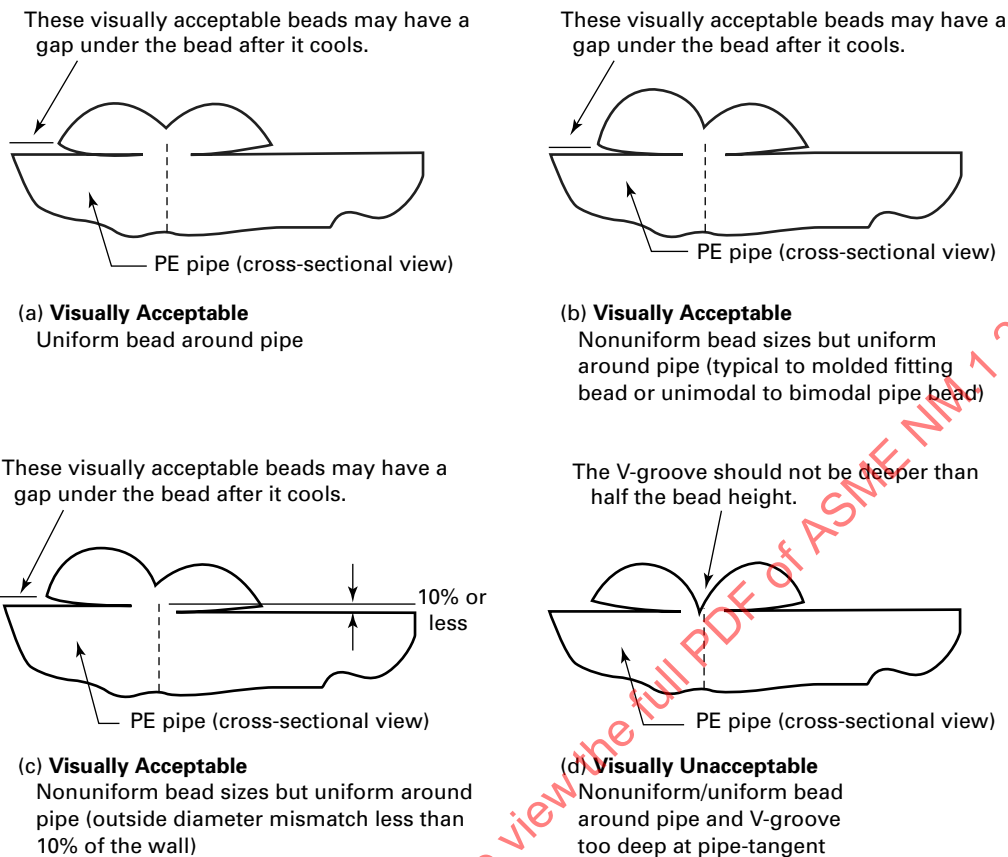 These visually acceptable beads may have a
gap under the bead after it cools.
PE pipe (cross-sectional view)
(a) Visually Acceptable
Uniform bead around pipe
These visually acceptable beads may have a
gap under the bead after it cools.
PE pipe (cross-sectional view)
(b) Visually Acceptable
Nonuniform bead sizes but uniform
around pipe (typical to molded fitting
bead or unimodal to bimodal pipe bead)
These visually acceptable beads may have a
gap under the bead after it cools.
10% or
less
PE pipe (cross-sectional view)
(c) Visually Acceptable
Nonuniform bead sizes but uniform around
pipe (outside diameter mismatch less than
10% of the wall)
The V-groove should not be deeper than
half the bead height.
PE pipe (cross-sectional view)
(d) Visually Unacceptable
Nonuniform/uniform bead
around pipe and V-groove
too deep at pipe-tangent
view the full PDF of ASME NM.1